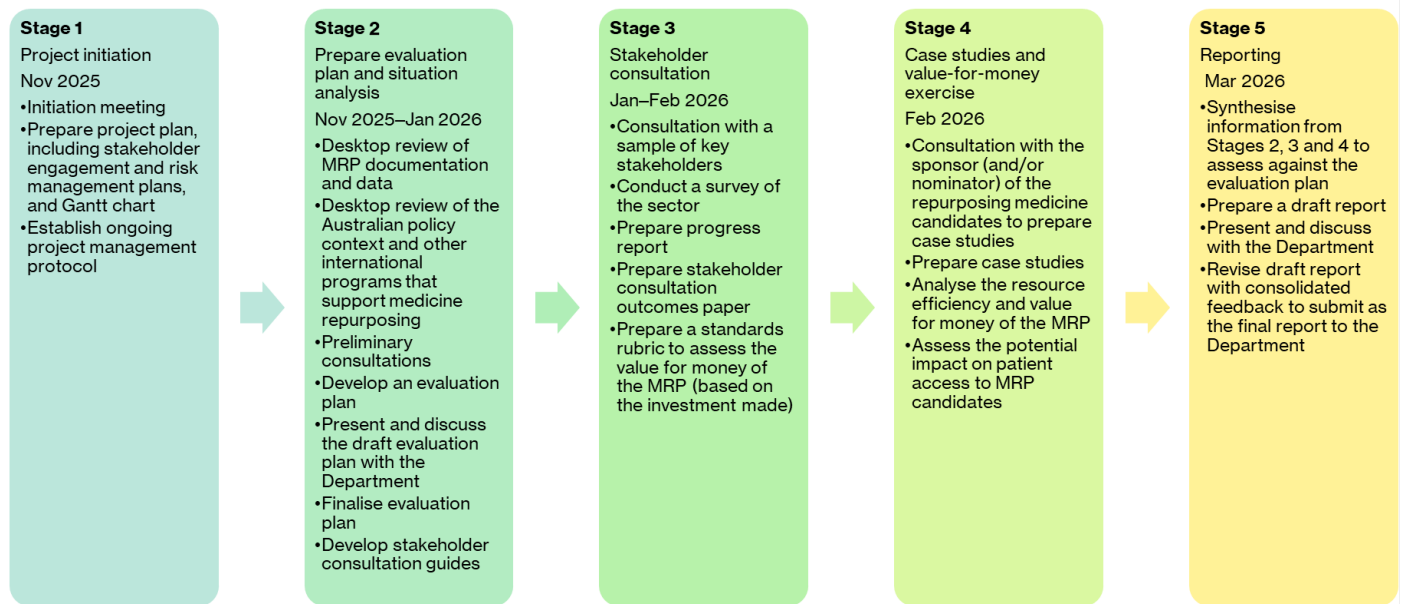 Stage 1
Project initiation
Nov 2025
•Initiation meeting
•Prepare project plan,
including stakeholder
engagement and risk
management plans,
and Gantt chart
•Establish ongoing
project management
protocol
Stage 2
Prepare evaluation
plan and situation
analysis
Nov 2025–Jan 2026
•Desktop review of
MRP documentation
and data
•Desktop review of the
Australian policy
context and other
international
programs that
support medicine
repurposing
•Preliminary
consultations
•Develop an evaluation
plan
•Present and discuss
the draft evaluation
plan with the
Department
•Finalise evaluation
plan
•Develop stakeholder
consultation guides
Stage 3
Stakeholder
consultation
Jan–Feb 2026
•Consultation with a
sample of key
stakeholders
•Conduct a survey of
the sector
•Prepare progress
report
•Prepare stakeholder
consultation
outcomes paper
•Prepare a standards
rubric to assess the
value for money of
the MRP (based on
the investment made)
Stage 4
Case studies and
value-for-money
exercise
Feb 2026
•Consultation with the
sponsor (and/or
nominator) of the
repurposing medicine
candidates to prepare
case studies
•Prepare case studies
•Analyse the resource
efficiency and value
for money of the MRP
•Assess the potential
impact on patient
access to MRP
candidates
Stage 5
Reporting
Mar 2026
•Synthesise
information from
Stages 2, 3 and 4 to
assess against the
evaluation plan
•Prepare a draft report
•Present and discuss
with the Department
•Revise draft report
with consolidated
feedback to submit as
the final report to the
Department